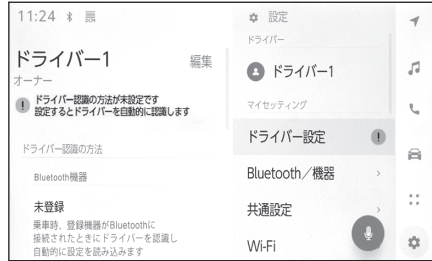 11:24
ドライバー1
編集
オーナー
ドライバー認識の方法が未設定です
設定するとドライバーを自動的に認識します
ドライバー認識の方法
Bluetooth機器
未登録
乗車時、登録機器がBluetoothに
接続されたときにドライバーを認識し
自動的に設定を読み込みます
設定
ドライバー
ドライバー1
マイセッティング
ドライバー設定
Bluetooth／機器
共通設定
Wi-Fi